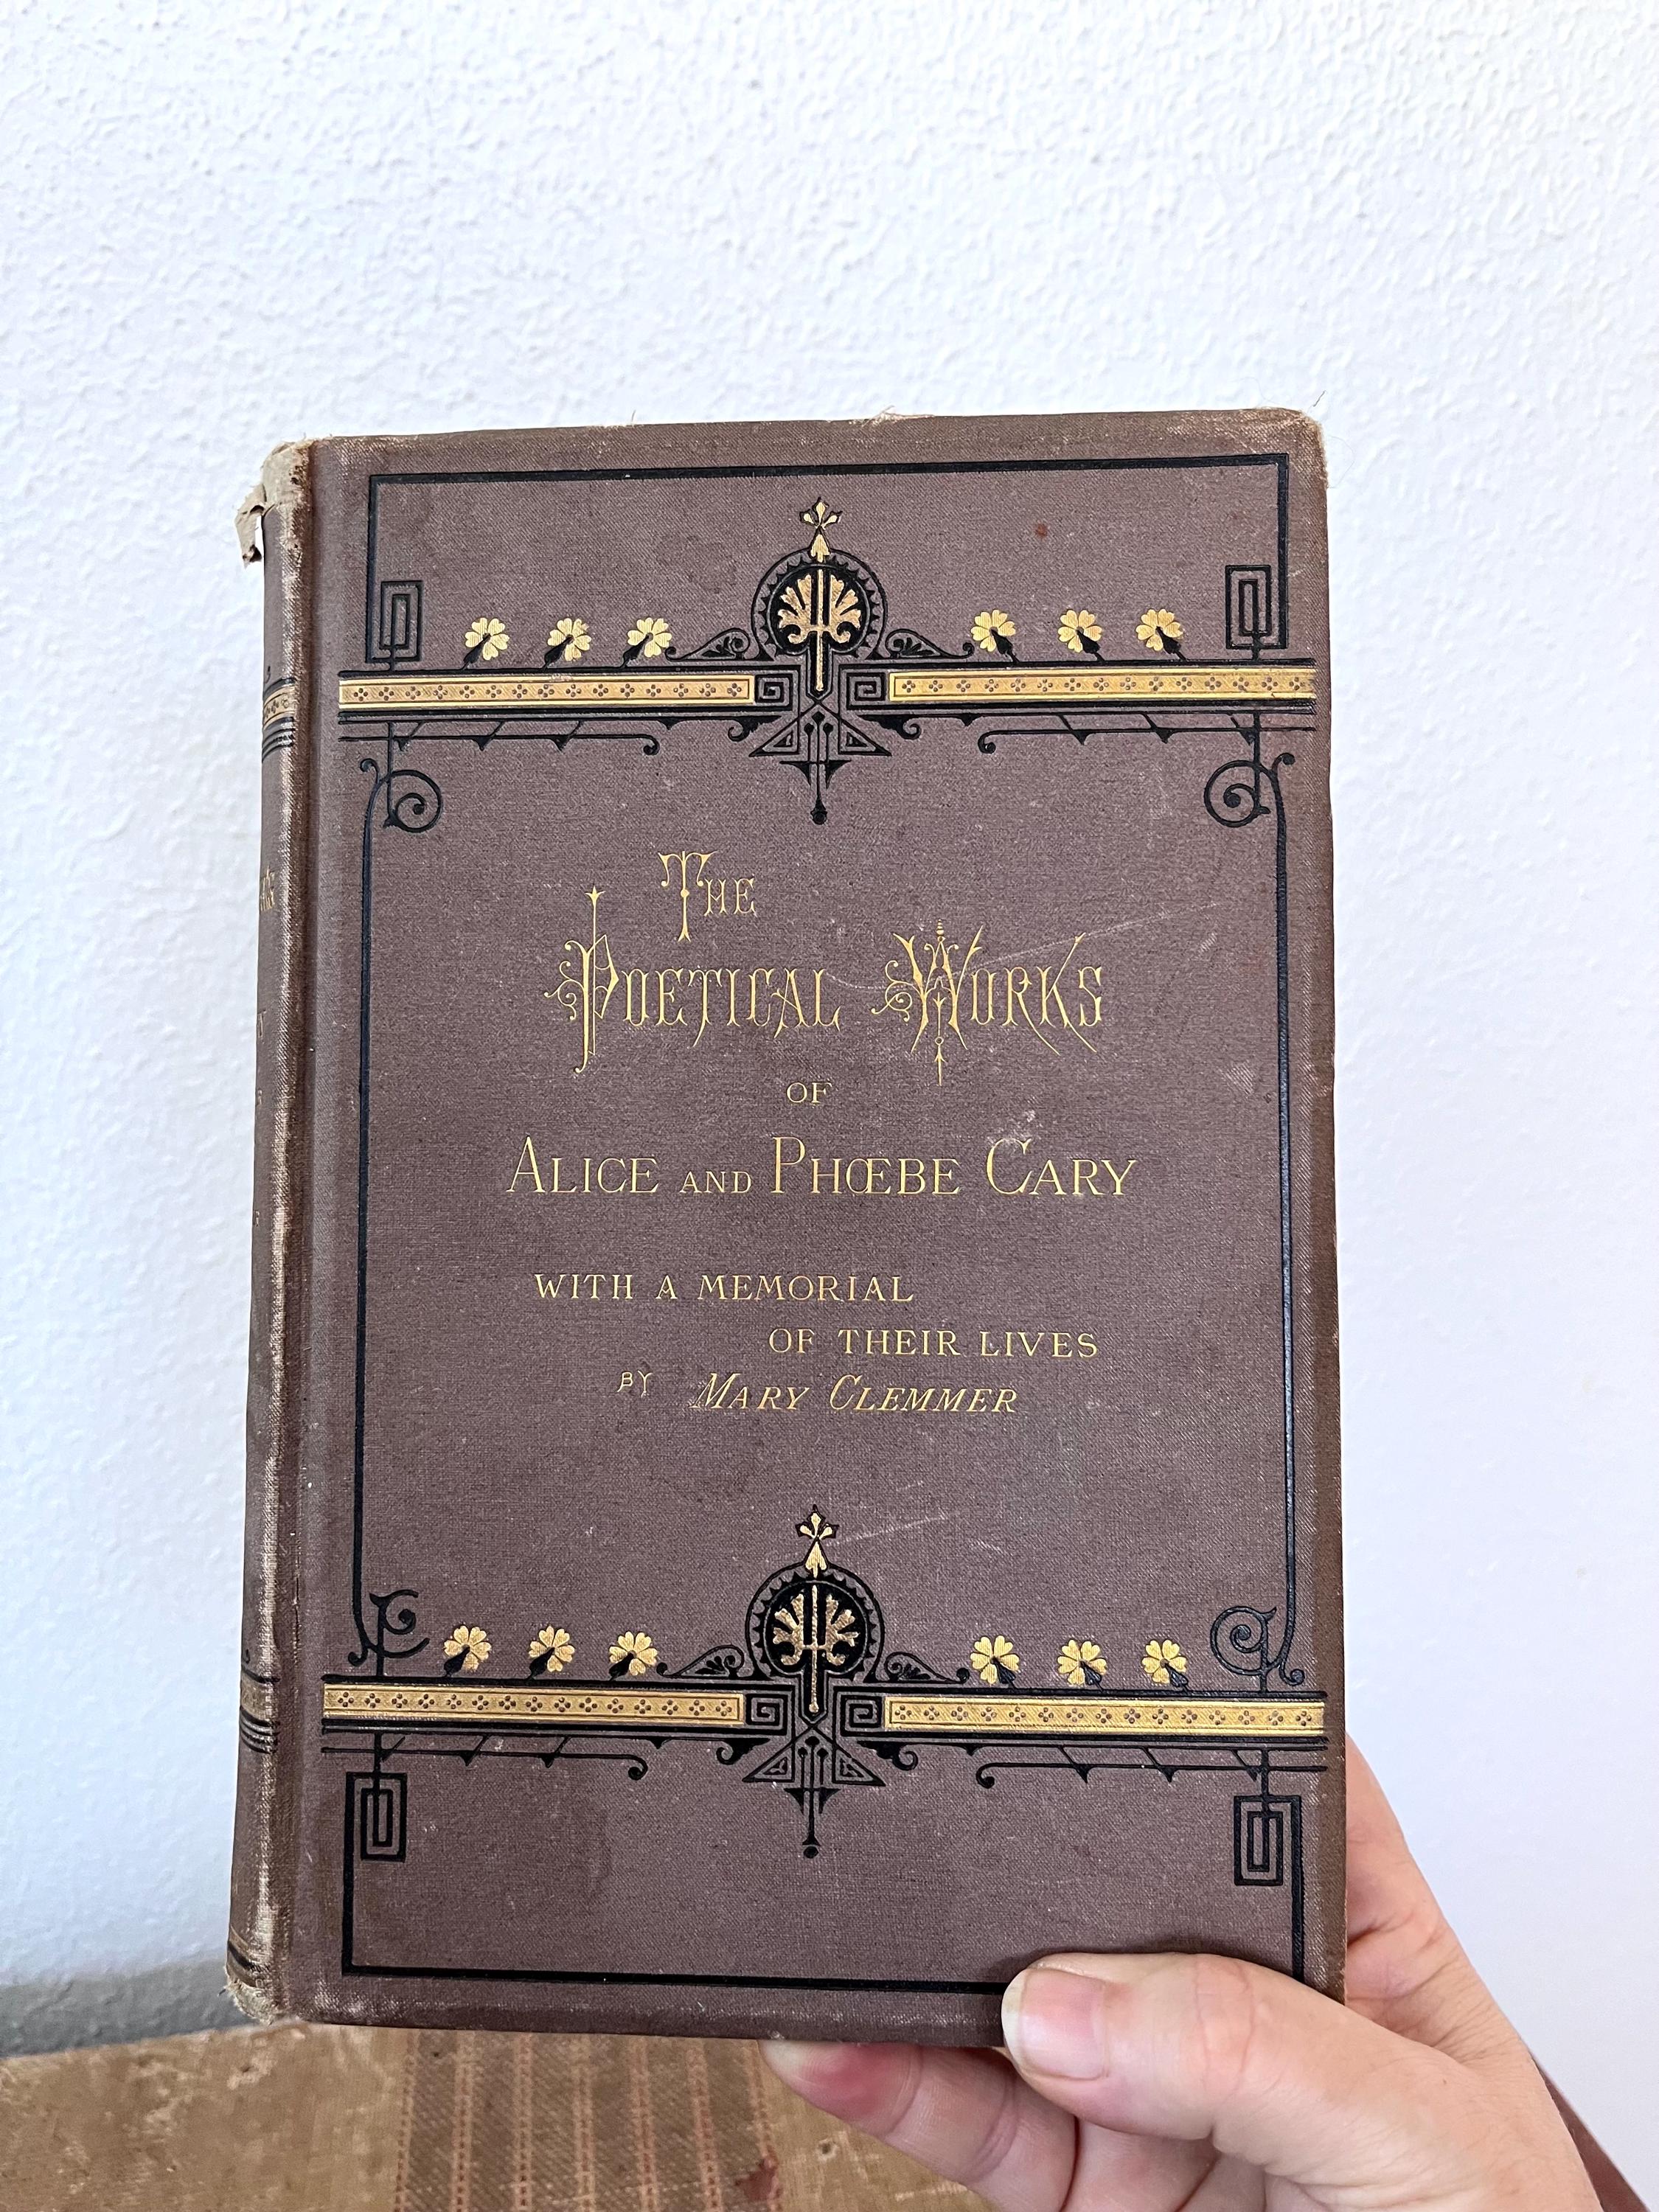 THE
POETICAL WORKS
OF
ALICE AND PHŒBE CARY
WITH A MEMORIAL
OF THEIR LIVES
BY MARY CLEMMER